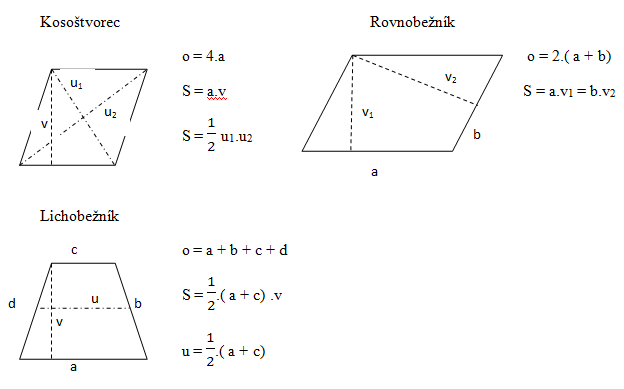 Kosoštvorec
u₁
u₂
v
o = 4.a
S = a.v
S = 1/2 u1.u2
Rovnobežník
v₂
v₁
b
a
o = 2.( a + b)
S = a.v₁ = b.v₂
Lichobežník
c
d
u
b
v
a
o = a + b + c + d
S = 1/2.( a + c) .v
u = 1/2.( a + c)